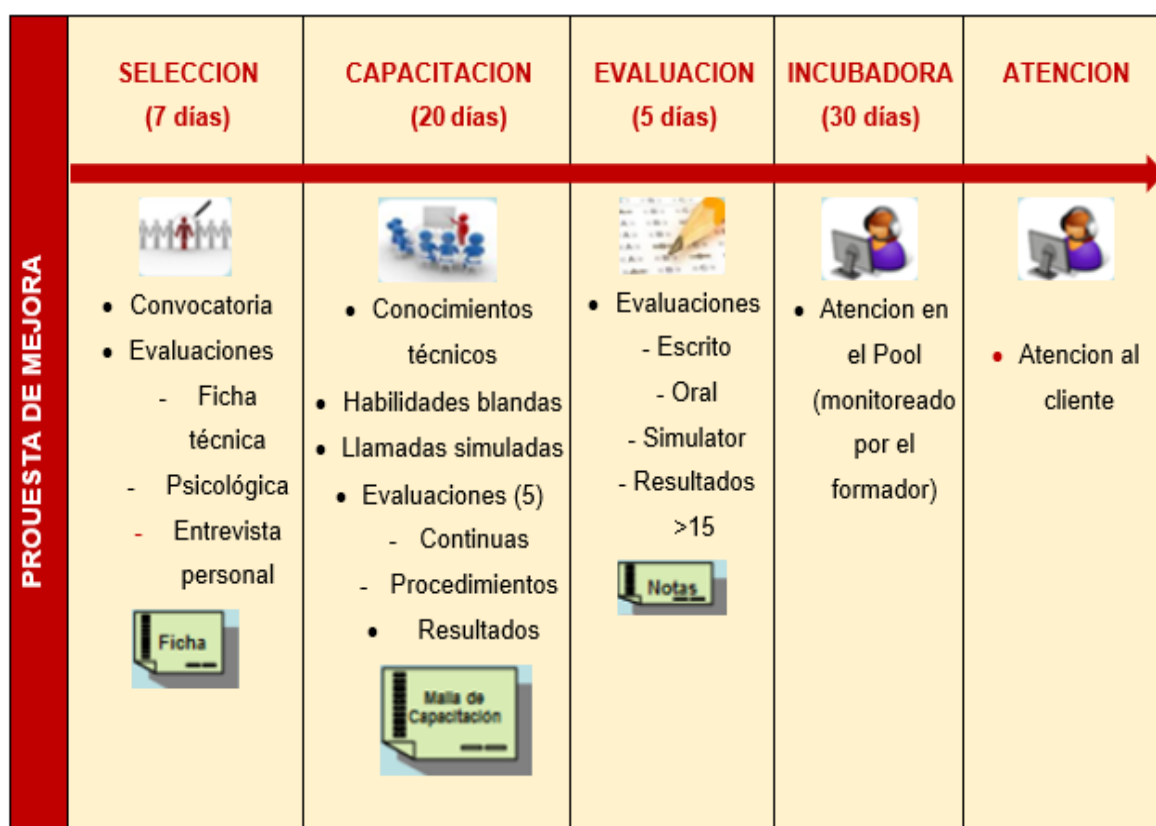 PROUESTA DE MEJORA
SELECCION
(7 días)
CAPACITACION
(20 días)
EVALUACION
(5 días)
INCUBADORA
(30 días)
ATENCION
• Convocatoria
• Evaluaciones
- Ficha
técnica
- Psicológica
- Entrevista
personal
Ficha
• Conocimientos
técnicos
• Habilidades blandas
• Llamadas simuladas
• Evaluaciones (5)
- Continuas
- Procedimientos
• Resultados
Malla de
Capacitación
• Evaluaciones
- Escrito
- Oral
- Simulator
- Resultados
>15
Notas
• Atencion en
el Pool
(monitoreado
por el
formador)
• Atencion al
cliente